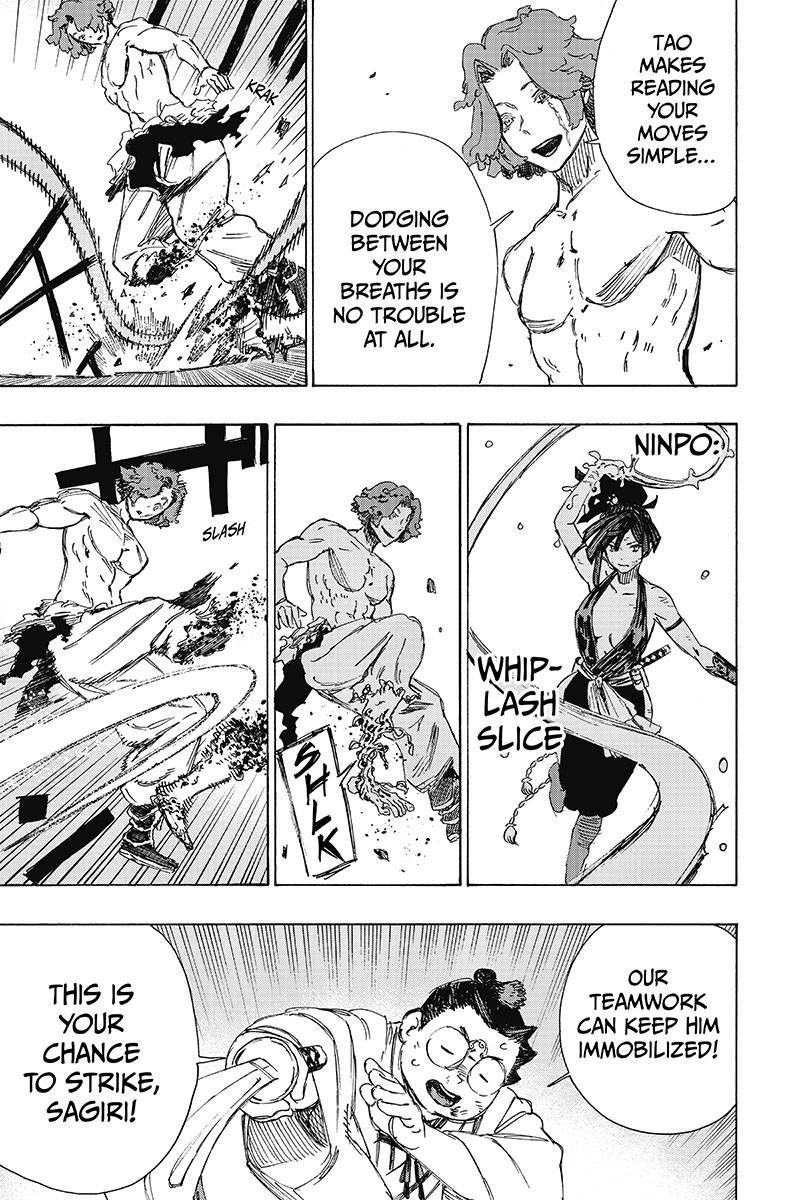 TAO
MAKES
READING
YOUR
MOVES
SIMPLE...
DODGING
BETWEEN
YOUR
BREATHS IS
NO TROUBLE
AT ALL.
KRAK
NINPO:
WHIP-
LASH
SLICE
SHLK
SLASH
OUR
TEAMWORK
CAN KEEP HIM
IMMOBILIZED!
THIS IS
YOUR
CHANCE
TO STRIKE,
SAGIRI!